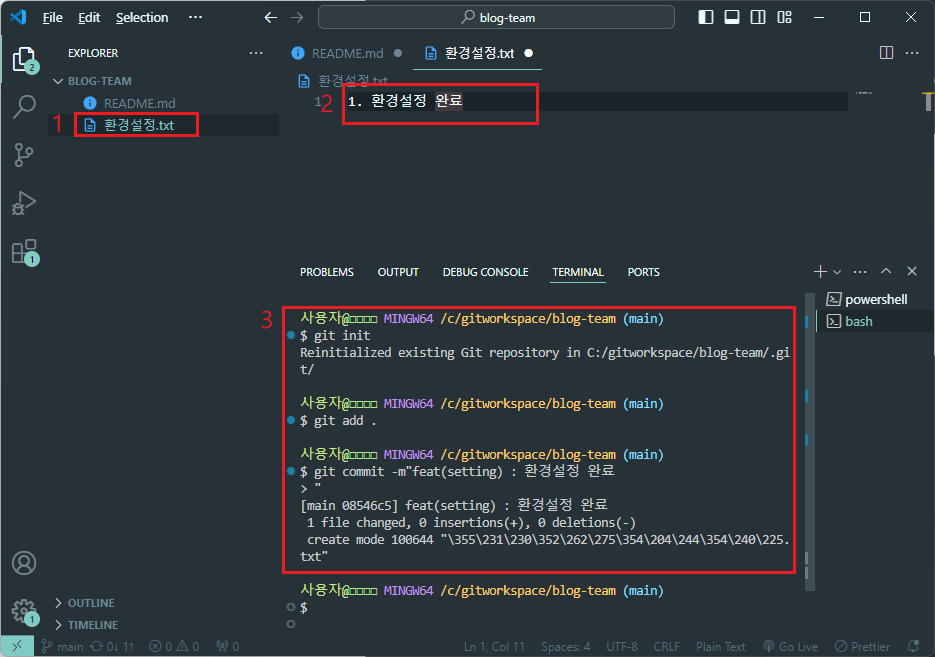 File Edit Selection ··· blog-team
EXPLORER ···
BLOG-TEAM
README.md
1 환경설정.txt
README.md 환경설정.txt
환경설정.txt
1 2 1. 환경설정 완료
PROBLEMS OUTPUT DEBUG CONSOLE TERMINAL PORTS
powershell
bash
3
사용자@□□□□ MINGW64 /c/gitworkspace/blog-team (main)
$ git init
Reinitialized existing Git repository in C:/gitworkspace/blog-team/.gi
t/
사용자@□□□□ MINGW64 /c/gitworkspace/blog-team (main)
$ git add .
사용자@□□□□ MINGW64 /c/gitworkspace/blog-team (main)
$ git commit -m"feat(setting) : 환경설정 완료
> "
[main 08546c5] feat(setting) : 환경설정 완료
1 file changed, 0 insertions(+), 0 deletions(-)
create mode 100644 "\355\231\230\352\262\275\354\204\244\354\240\225.
txt"
사용자@□□□□ MINGW64 /c/gitworkspace/blog-team (main)
$
2
1
1
OUTLINE
TIMELINE
main 0↓ 1↑ 0 0 0 Ln 1, Col 11 Spaces: 4 UTF-8 CRLF Plain Text Go Live Prettier